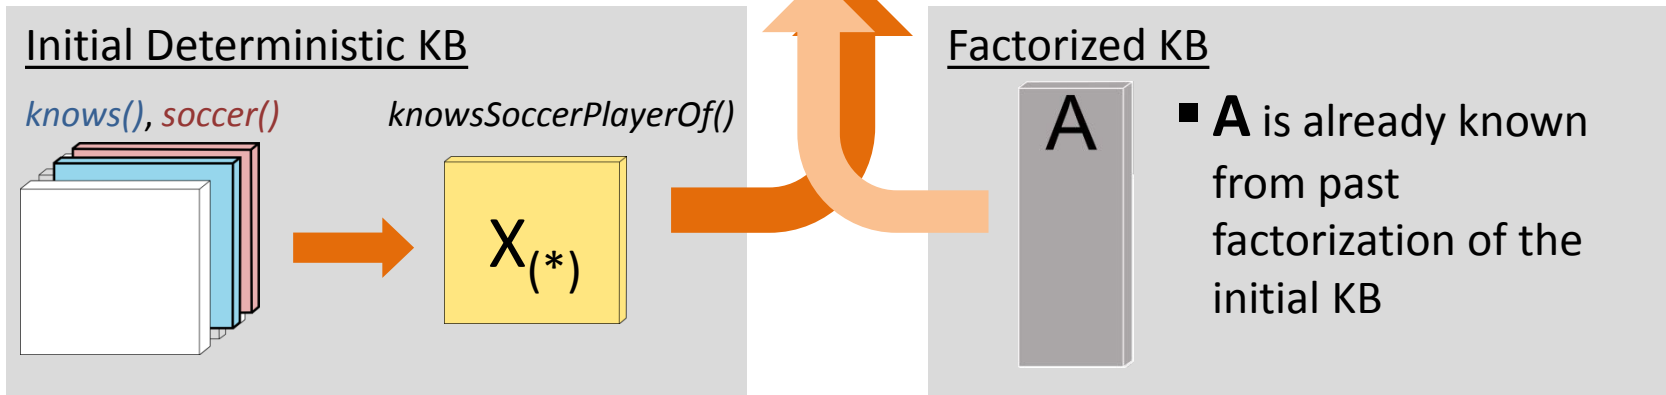 Initial Deterministic KB
knows(), soccer()
knowsSoccerPlayerOf()
X(*)
Factorized KB
A
▪ A is already known
from past
factorization of the
initial KB